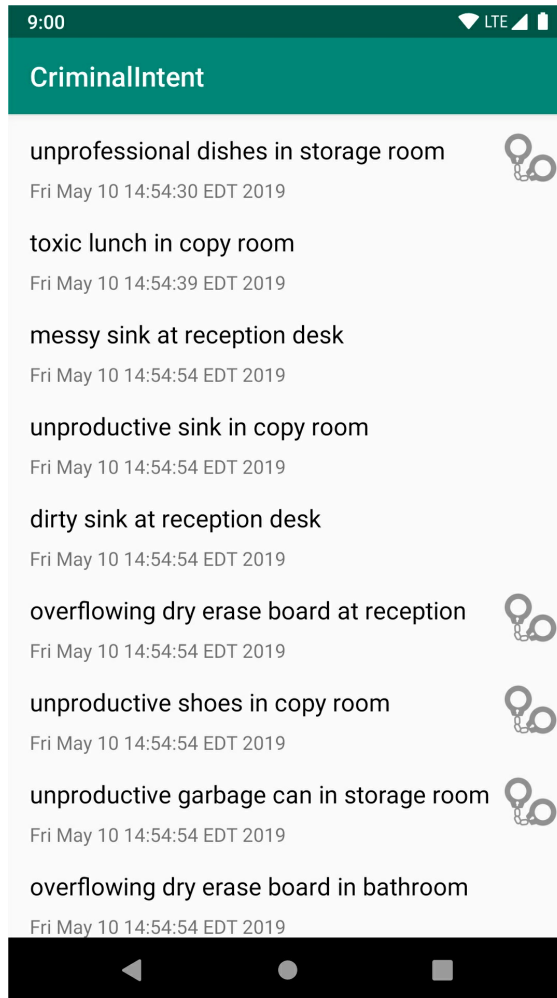 9:00 LTE
CriminalIntent
unprofessional dishes in storage room
Fri May 10 14:54:30 EDT 2019
toxic lunch in copy room
Fri May 10 14:54:39 EDT 2019
messy sink at reception desk
Fri May 10 14:54:54 EDT 2019
unproductive sink in copy room
Fri May 10 14:54:54 EDT 2019
dirty sink at reception desk
Fri May 10 14:54:54 EDT 2019
overflowing dry erase board at reception
Fri May 10 14:54:54 EDT 2019
unproductive shoes in copy room
Fri May 10 14:54:54 EDT 2019
unproductive garbage can in storage room
Fri May 10 14:54:54 EDT 2019
overflowing dry erase board in bathroom
Fri May 10 14:54:54 EDT 2019